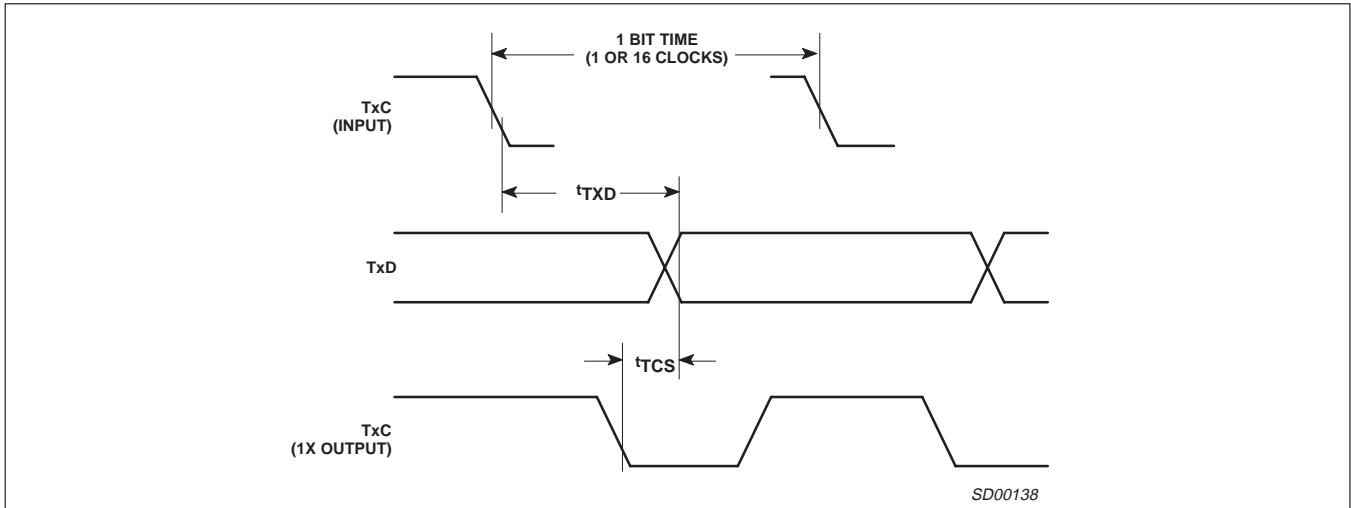 1 BIT TIME
(1 OR 16 CLOCKS)
TxC
(INPUT)
tTXD
TxD
tTCS
TxC
(1X OUTPUT)
SD00138